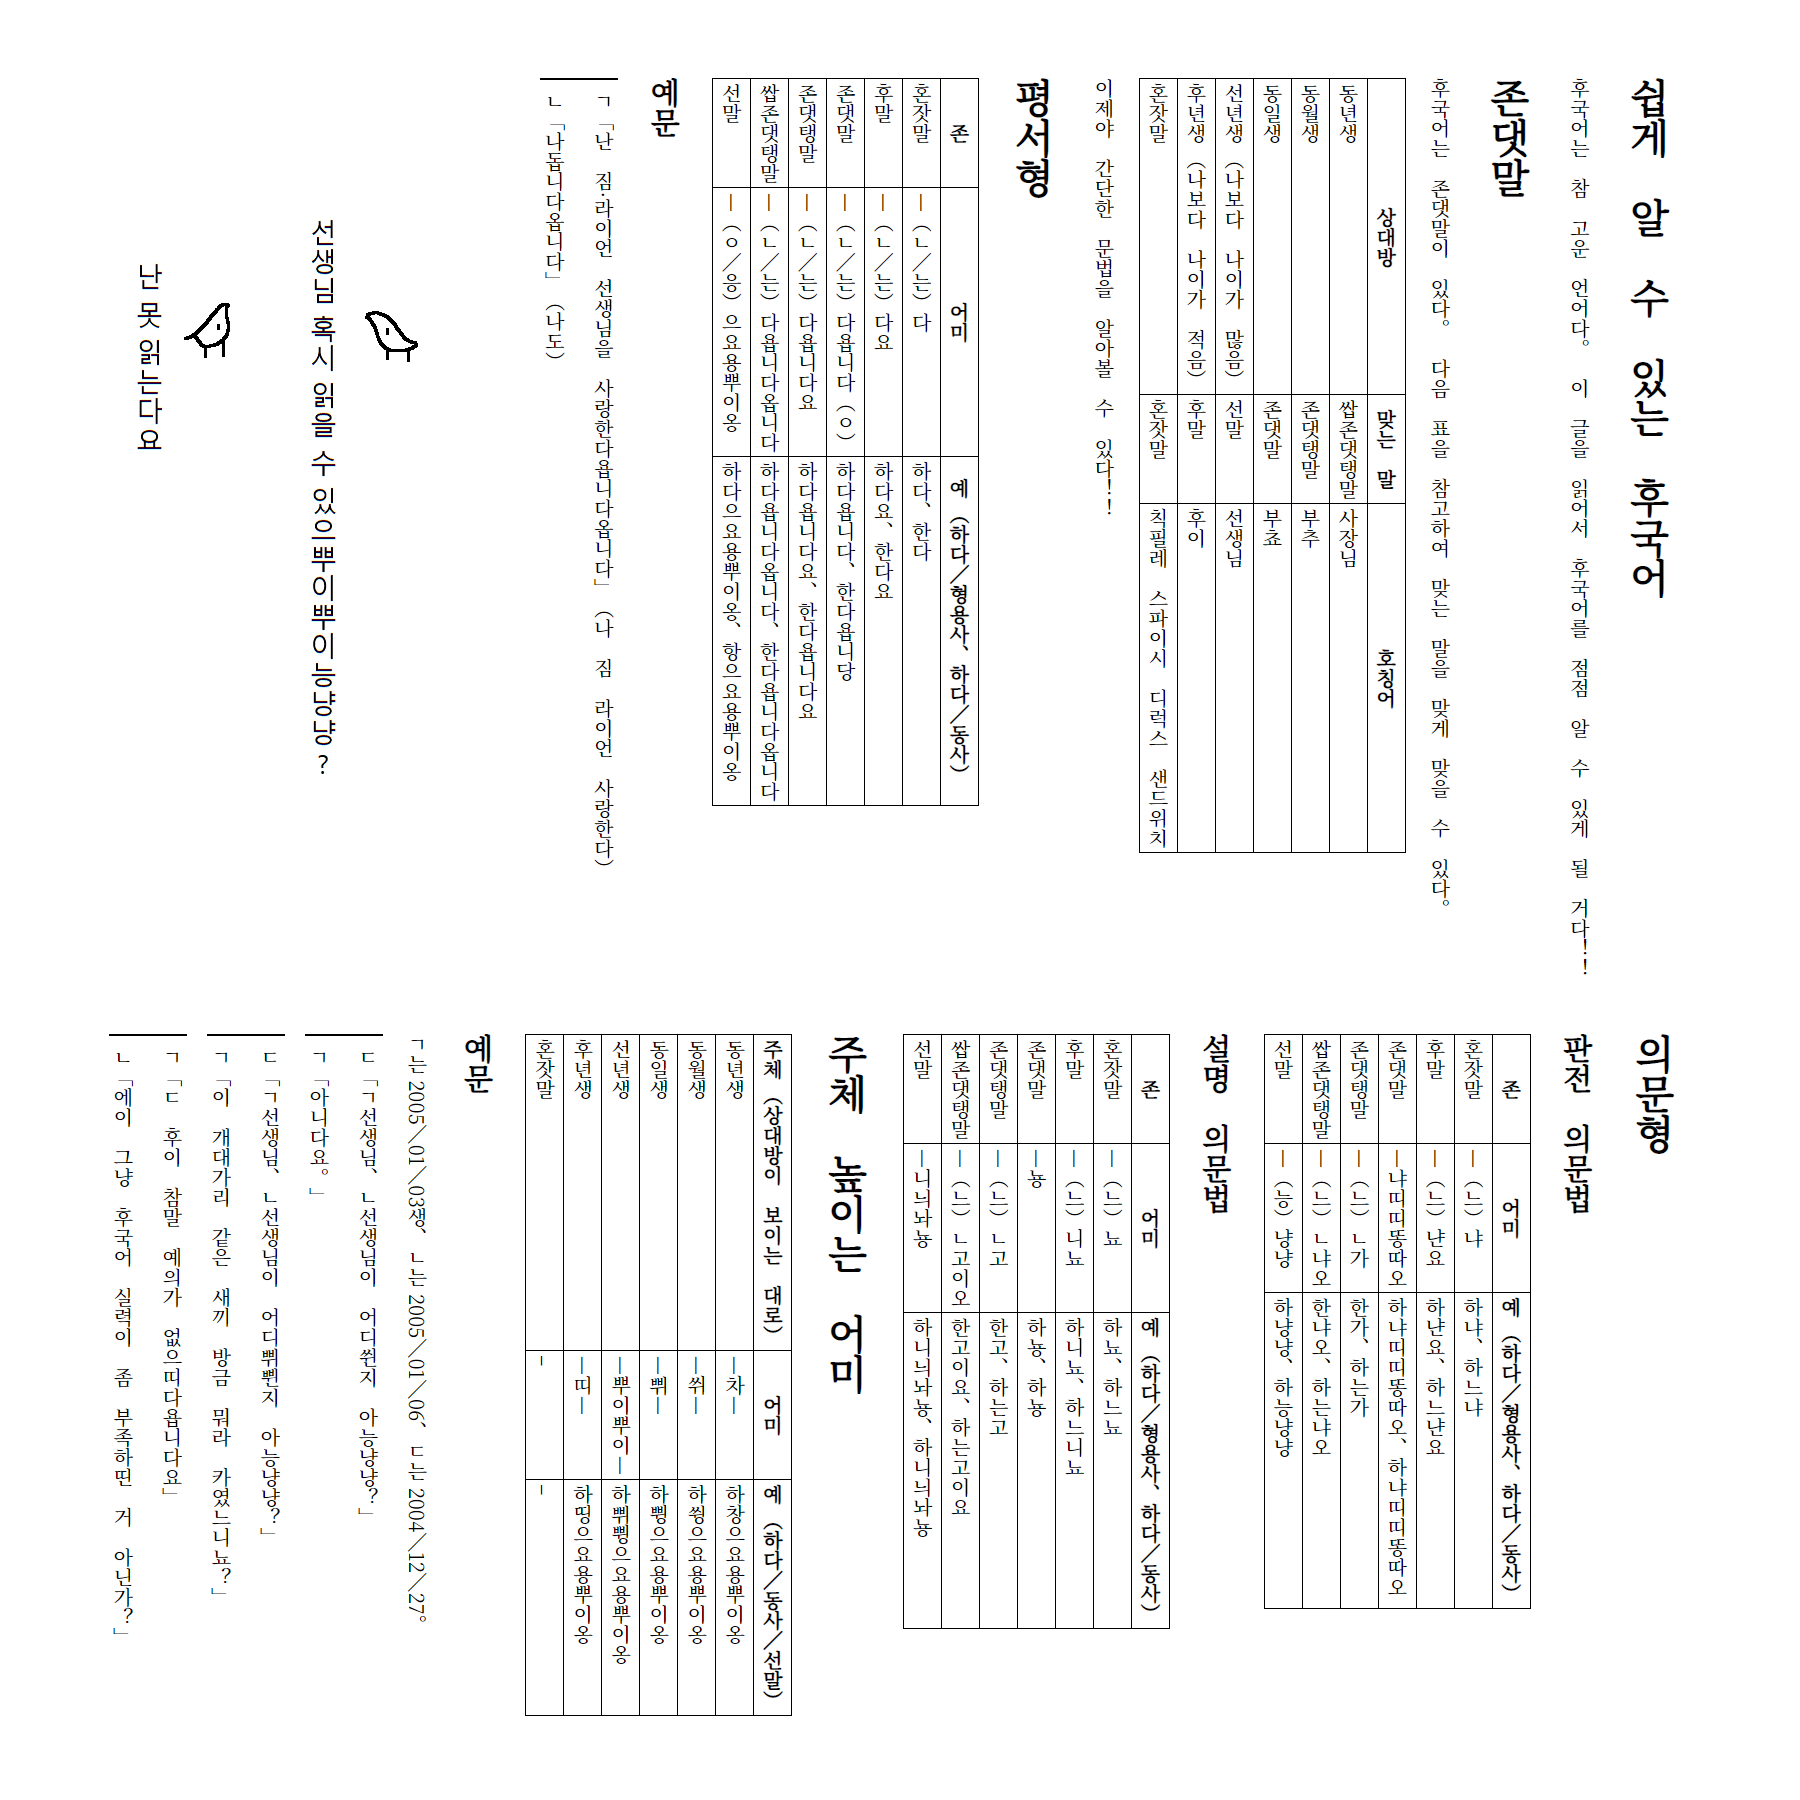 쉽게 알 수 있는 후국어
후국어는 참 고운 언어다。 이 글을 읽어서 후국어를 점점 알 수 있게 될 거다!!
존댓말
후국어는 존댓말이 있다。 다음 표을 참고하여 맞는 말을 맞게 맞을 수 있다。
상대방 맞는 말 호칭어
동년생 쌉존댓탱말 사장님
동월생 존댓탱말 부추
동일생 존댓말 부쵸
선년생 (나보다 나이가 많음) 선말 선생님
후년생 (나보다 나이가 적음) 후말 후이
혼잣말 혼잣말 칙필레 스파이시 디럭스 샌드위치
이제야 간단한 문법을 알아볼 수 있다!!
평서형
존 어미 예 (하다/형용사、하다/동사)
혼잣말 –(ㄴ/는)다 하다、한다
후말 –(ㄴ/는)다요 하다요、한다요
존댓말 –(ㄴ/는)다욥니다(ㅇ) 하다욥니다、한다욥니당
존댓탱말 –(ㄴ/는)다욥니다요 하다욥니다요、한다욥니다요
쌉존댓탱말 –(ㄴ/는)다욥니다옵니다 하다욥니다옵니다、한다욥니다옵니다
선말 –(ㅇ/응)으요용뿌이옹 하다으요용뿌이옹、항으요용뿌이옹
예문
ㄱ「난 짐·라이언 선생님을 사랑한다욥니다옵니다」(나 짐 라이언 사랑한다)
ㄴ「나돕니다옵니다」(나도)
선생님 혹시 읽을 수 있으뿌이뿌이능냥냥?
난 못 읽는다요
의문형
판전 의문법
존 어미 예 (하다/형용사、하다/동사)
혼잣말 –(느)냐 하냐、하느냐
후말 –(느)냔요 하냔요、하느냔요
존댓말 –냐띠띠똥따오 하냐띠띠똥따오、하냐띠띠똥따오
존댓탱말 –(느)ㄴ가 한가、하는가
쌉존댓탱말 –(느)ㄴ냐오 한냐오、하는냐오
선말 –(능)냥냥 하냥냥、하능냥냥
설명 의문법
존 어미 예 (하다/형용사、하다/동사)
혼잣말 –(느)뇨 하뇨、하느뇨
후말 –(느)니뇨 하니뇨、하느니뇨
존댓말 –뇽 하뇽、하뇽
존댓탱말 –(느)ㄴ고 한고、하는고
쌉존댓탱말 –(느)ㄴ고이오 한고이요、하는고이요
선말 –니늬놔뇽 하니늬놔뇽、하니늬놔뇽
주체 높이는 어미
주체 (상대방이 보이는 대로) 어미 예 (하다/동사/선말)
동년생 –차– 하창으요용뿌이옹
동월생 –쒸– 하쒕으요용뿌이옹
동일생 –쀠– 하쀙으요용뿌이옹
선년생 –뿌이뿌이– 하쀠쀙으요용뿌이옹
후년생 –띠– 하띵으요용뿌이옹
혼잣말 – –
예문
ㄱ는 2005/01/03생、ㄴ는 2005/01/06、ㄷ는 2004/12/27。
ㄷ「ㄱ선생님、ㄴ선생님이 어디쒼지 아능냥냥?」
ㄱ「아니다요。」
ㄷ「ㄱ선생님、ㄴ선생님이 어디쀠쀤지 아능냥냥?」
ㄱ「이 개대가리 같은 새끼 방금 뭐라 카였느니뇨?」
ㄱ「ㄷ 후이 참말 예의가 없으띠다욥니다요」
ㄴ「에이 그냥 후국어 실력이 좀 부족하띤 거 아닌가?」